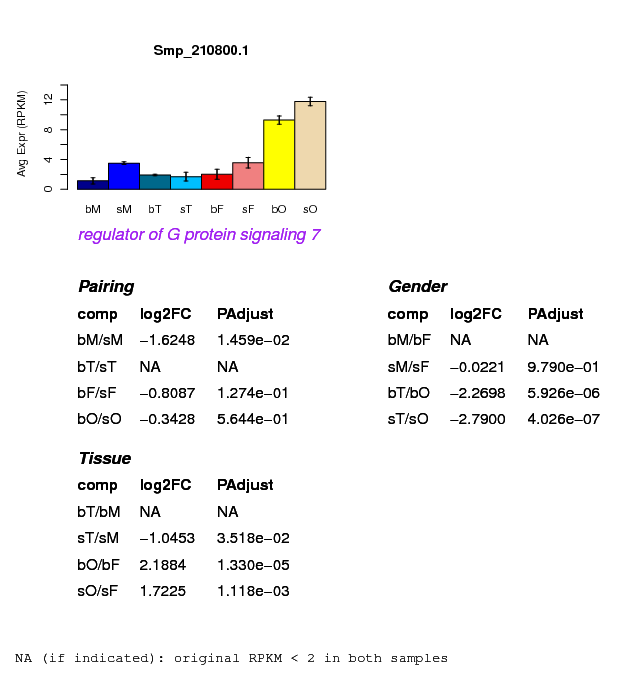 Smp_210800.1
Avg Expr (RPKM)
12
8
4
0
bM sM bT sT bF sF bO sO
regulator of G protein signaling 7
Pairing
comp log2FC PAdjust
bM/sM −1.6248 1.459e−02
bT/sT NA NA
bF/sF −0.8087 1.274e−01
bO/sO −0.3428 5.644e−01
Gender
comp log2FC PAdjust
bM/bF NA NA
sM/sF −0.0221 9.790e−01
bT/bO −2.2698 5.926e−06
sT/sO −2.7900 4.026e−07
Tissue
comp log2FC PAdjust
bT/bM NA NA
sT/sM −1.0453 3.518e−02
bO/bF 2.1884 1.330e−05
sO/sF 1.7225 1.118e−03
NA (if indicated): original RPKM < 2 in both samples